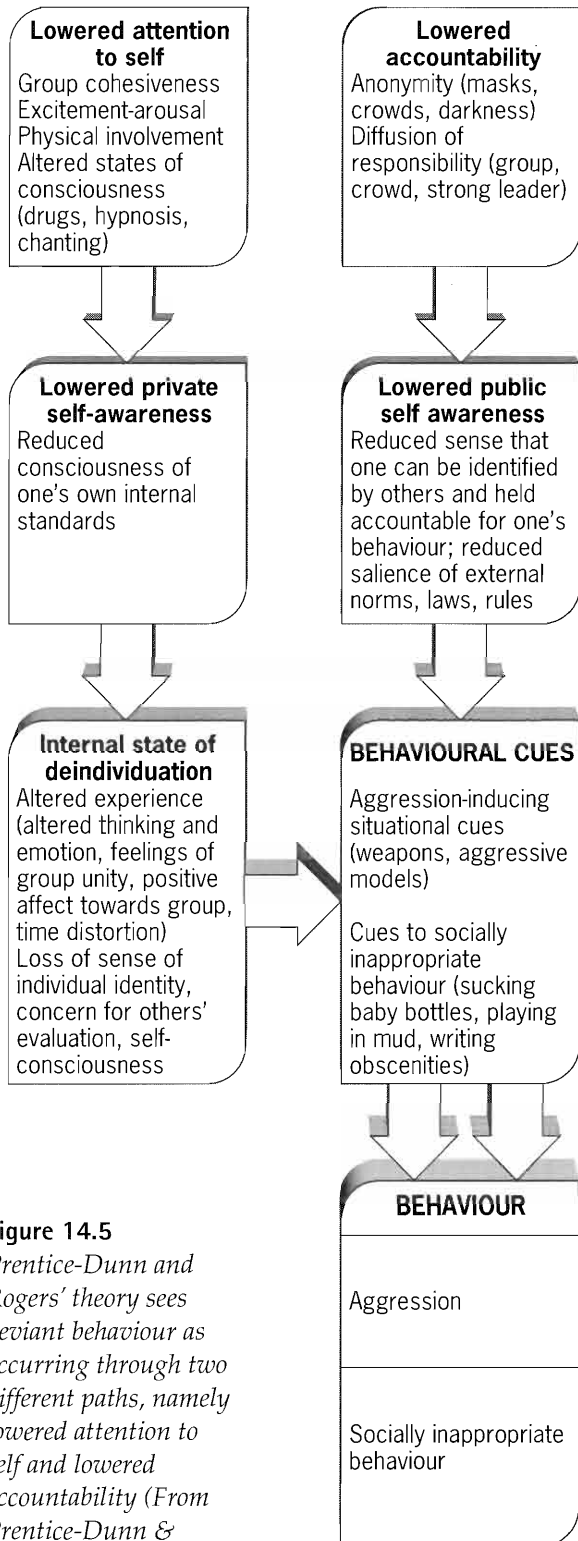 Lowered attention
to self
Group cohesiveness
Excitement-arousal
Physical involvement
Altered states of
consciousness
(drugs, hypnosis,
chanting)
Lowered
accountability
Anonymity (masks,
crowds, darkness)
Diffusion of
responsibility (group,
crowd, strong leader)
Lowered private
self-awareness
Reduced
consciousness of
one's own internal
standards
Lowered public
self awareness
Reduced sense that
one can be identified
by others and held
accountable for one's
behaviour; reduced
salience of external
norms, laws, rules
Internal state of
deindividuation
Altered experience
(altered thinking and
emotion, feelings of
group unity, positive
affect towards group,
time distortion)
Loss of sense of
individual identity,
concern for others'
evaluation, self-
consciousness
BEHAVIOURAL CUES
Aggression-inducing
situational cues
(weapons, aggressive
models)
Cues to socially
inappropriate
behaviour (sucking
baby bottles, playing
in mud, writing
obscenities)
BEHAVIOUR
Aggression
Socially inappropriate
behaviour
igure 14.5
Prentice-Dunn and
Rogers' theory sees
eviant behaviour as
ccurring through two
ifferent paths, namely
owered attention to
elf and lowered
ccountability (From
Prentice-Dunn &